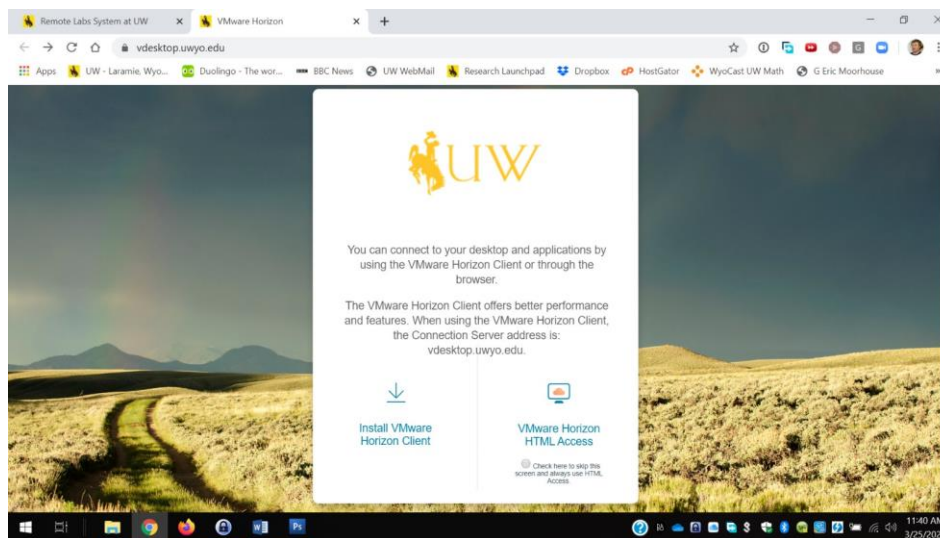 Remote Labs System at UW
VMware Horizon
vdesktop.uwyo.edu
Apps UW - Laramie, Wyo... Duolingo - The wor... BBC News UW WebMail Research Launchpad Dropbox HostGator WyoCast UW Math G Eric Moorhouse
UW
You can connect to your desktop and applications by
using the VMware Horizon Client or through the
browser.
The VMware Horizon Client offers better performance
and features. When using the VMware Horizon Client,
the Connection Server address is:
vdesktop.uwyo.edu.
Install VMware
Horizon Client
VMware Horizon
HTML Access
Check here to skip this
screen and always use HTML
Access
11:40 AM